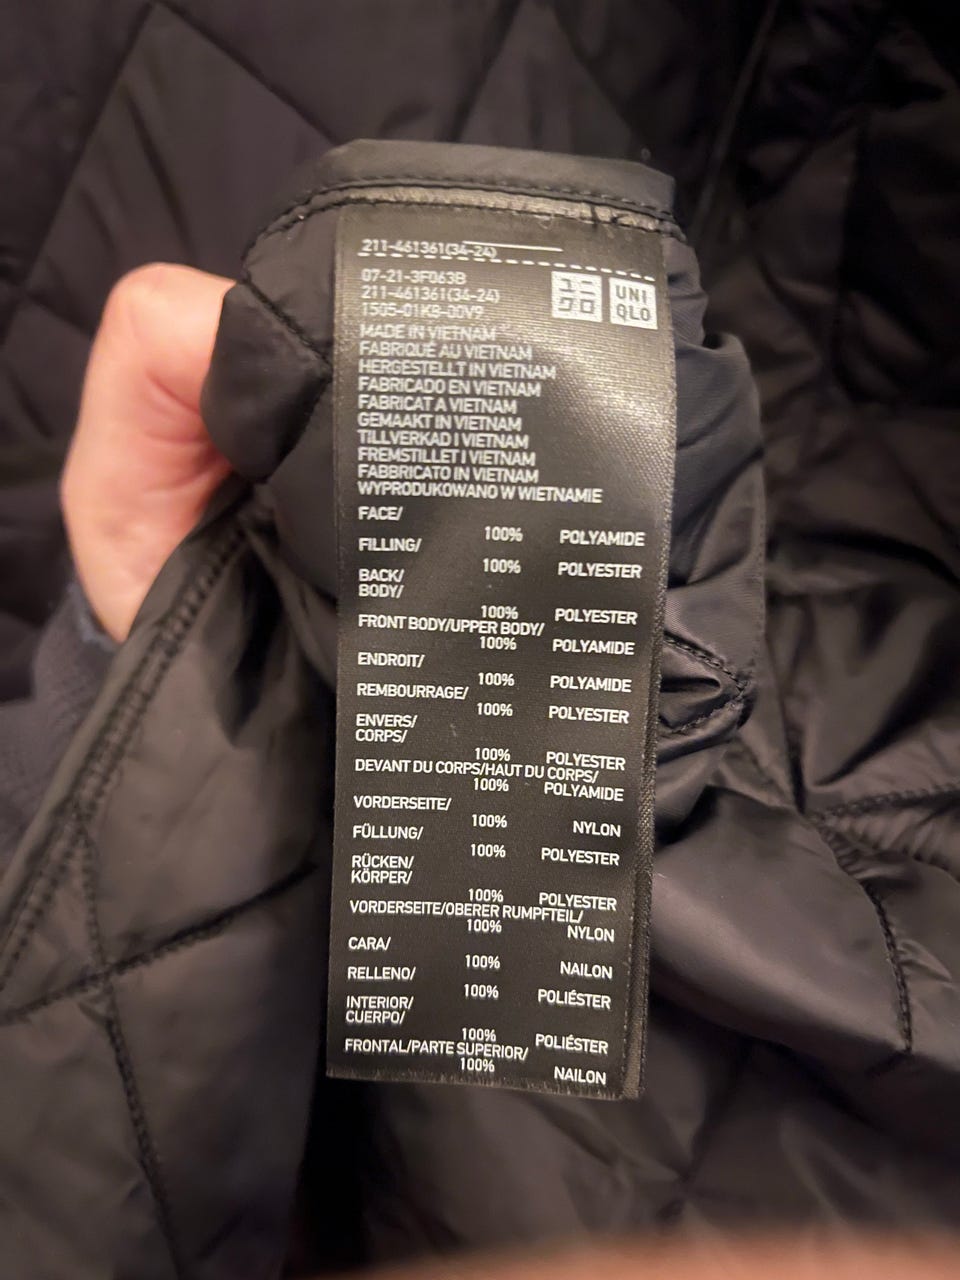 211-461361(34-24)
07-21-3F063B
211-461361(34-24)
1505-01K8-00V9
ユニ
クロ
UNI
QLO
MADE IN VIETNAM
FABRIQUÉ AU VIETNAM
HERGESTELLT IN VIETNAM
FABRICADO EN VIETNAM
FABRICAT A VIETNAM
GEMAAKT IN VIETNAM
TILLVERKAD I VIETNAM
FREMSTILLET I VIETNAM
FABBRICATO IN VIETNAM
WYPRODUKOWANO W WIETNAMIE
FACE/
100% POLYAMIDE
FILLING/
100% POLYESTER
BACK/
BODY/
100% POLYESTER
FRONT BODY/UPPER BODY/
100% POLYAMIDE
ENDROIT/
100% POLYAMIDE
REMBOURRAGE/
100% POLYESTER
ENVERS/
CORPS/
100% POLYESTER
DEVANT DU CORPS/HAUT DU CORPS/
100% POLYAMIDE
VORDERSEITE/
100% NYLON
FÜLLUNG/
100% POLYESTER
RÜCKEN/
KÖRPER/
100% POLYESTER
VORDERSEITE/OBERER RUMPFTEIL/
100% NYLON
CARA/
100% NAILON
RELLENO/
100% POLIÉSTER
INTERIOR/
CUERPO/
100% POLIÉSTER
FRONTAL/PARTE SUPERIOR/
100% NAILON